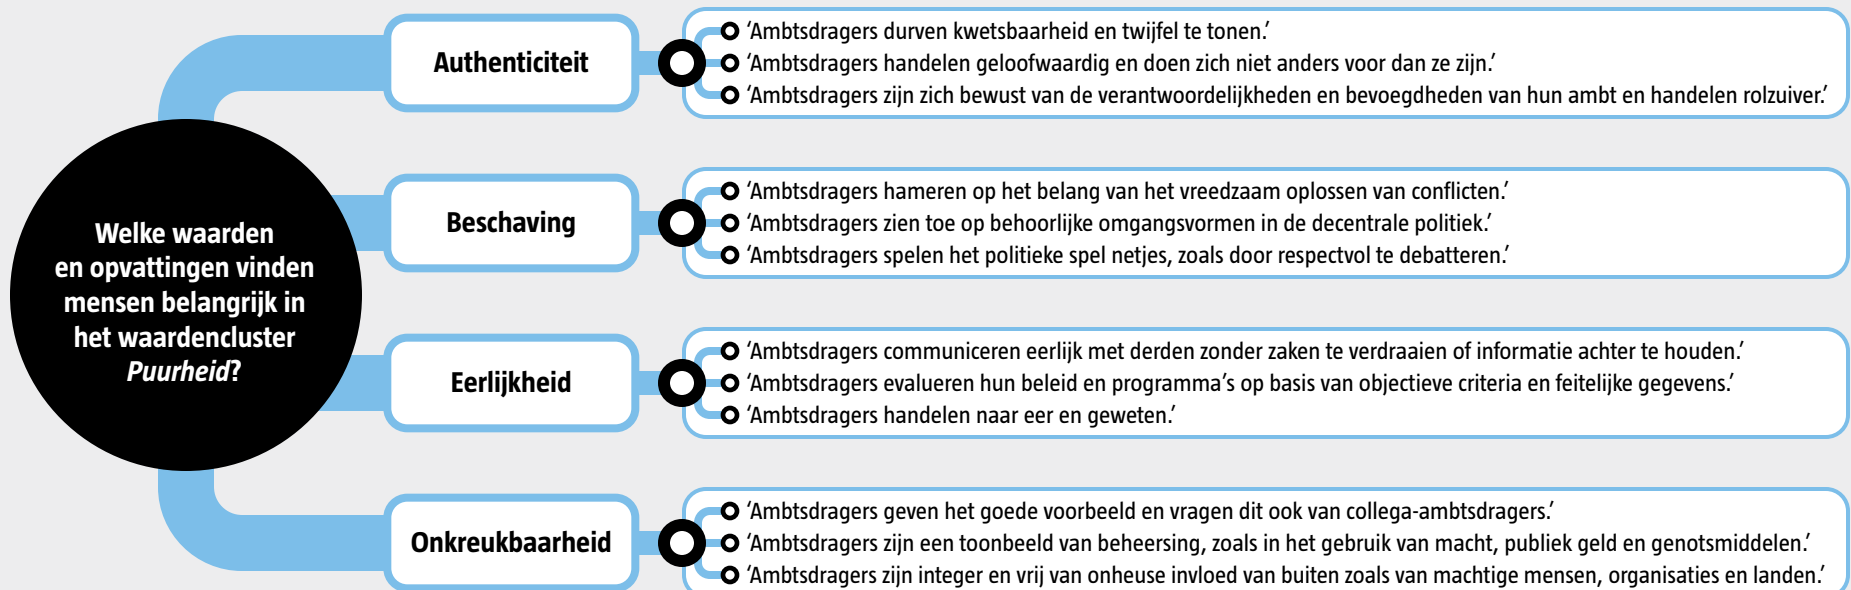 Welke waarden
en opvattingen vinden
mensen belangrijk in
het waardencluster
Puurheid?
Authenticiteit
‘Ambtsdragers durven kwetsbaarheid en twijfel te tonen.’
‘Ambtsdragers handelen geloofwaardig en doen zich niet anders voor dan ze zijn.’
‘Ambtsdragers zijn zich bewust van de verantwoordelijkheden en bevoegdheden van hun ambt en handelen rolzuiver.’
Beschaving
‘Ambtsdragers hameren op het belang van het vreedzaam oplossen van conflicten.’
‘Ambtsdragers zien toe op behoorlijke omgangsvormen in de decentrale politiek.’
‘Ambtsdragers spelen het politieke spel netjes, zoals door respectvol te debatteren.’
Eerlijkheid
‘Ambtsdragers communiceren eerlijk met derden zonder zaken te verdraaien of informatie achter te houden.’
‘Ambtsdragers evalueren hun beleid en programma’s op basis van objectieve criteria en feitelijke gegevens.’
‘Ambtsdragers handelen naar eer en geweten.’
Onkreukbaarheid
‘Ambtsdragers geven het goede voorbeeld en vragen dit ook van collega-ambtsdragers.’
‘Ambtsdragers zijn een toonbeeld van beheersing, zoals in het gebruik van macht, publiek geld en genotsmiddelen.’
‘Ambtsdragers zijn integer en vrij van onheuse invloed van buiten zoals van machtige mensen, organisaties en landen.’